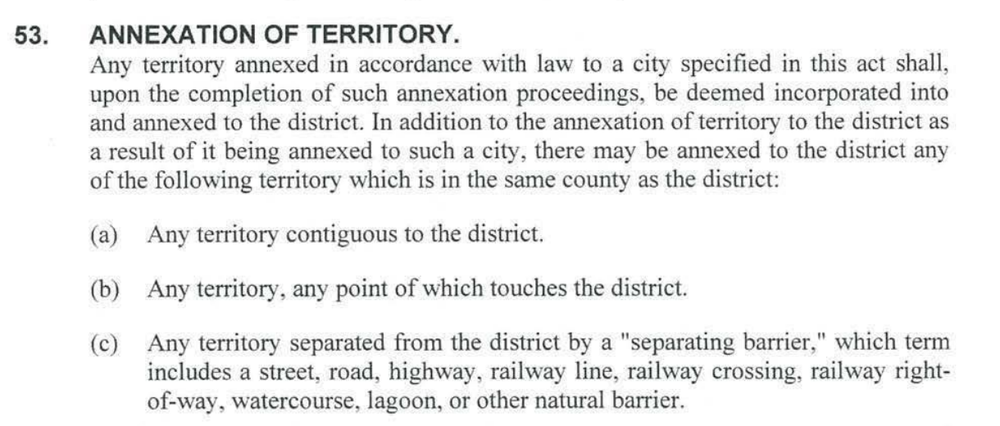 53. ANNEXATION OF TERRITORY.
Any territory annexed in accordance with law to a city specified in this act shall,
upon the completion of such annexation proceedings, be deemed incorporated into
and annexed to the district. In addition to the annexation of territory to the district as
a result of it being annexed to such a city, there may be annexed to the district any
of the following territory which is in the same county as the district:
(a) Any territory contiguous to the district.
(b) Any territory, any point of which touches the district.
(c) Any territory separated from the district by a "separating barrier," which term
includes a street, road, highway, railway line, railway crossing, railway right-
of-way, watercourse, lagoon, or other natural barrier.